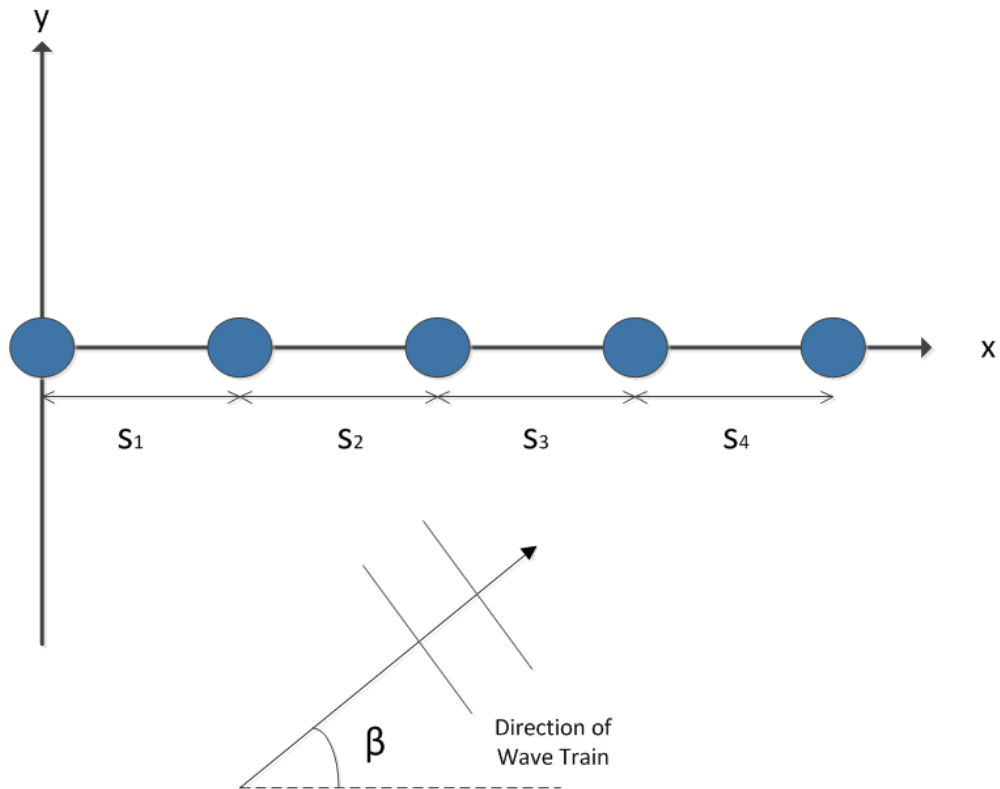 y
x
S1
S2
S3
S4
β
Direction of
Wave Train